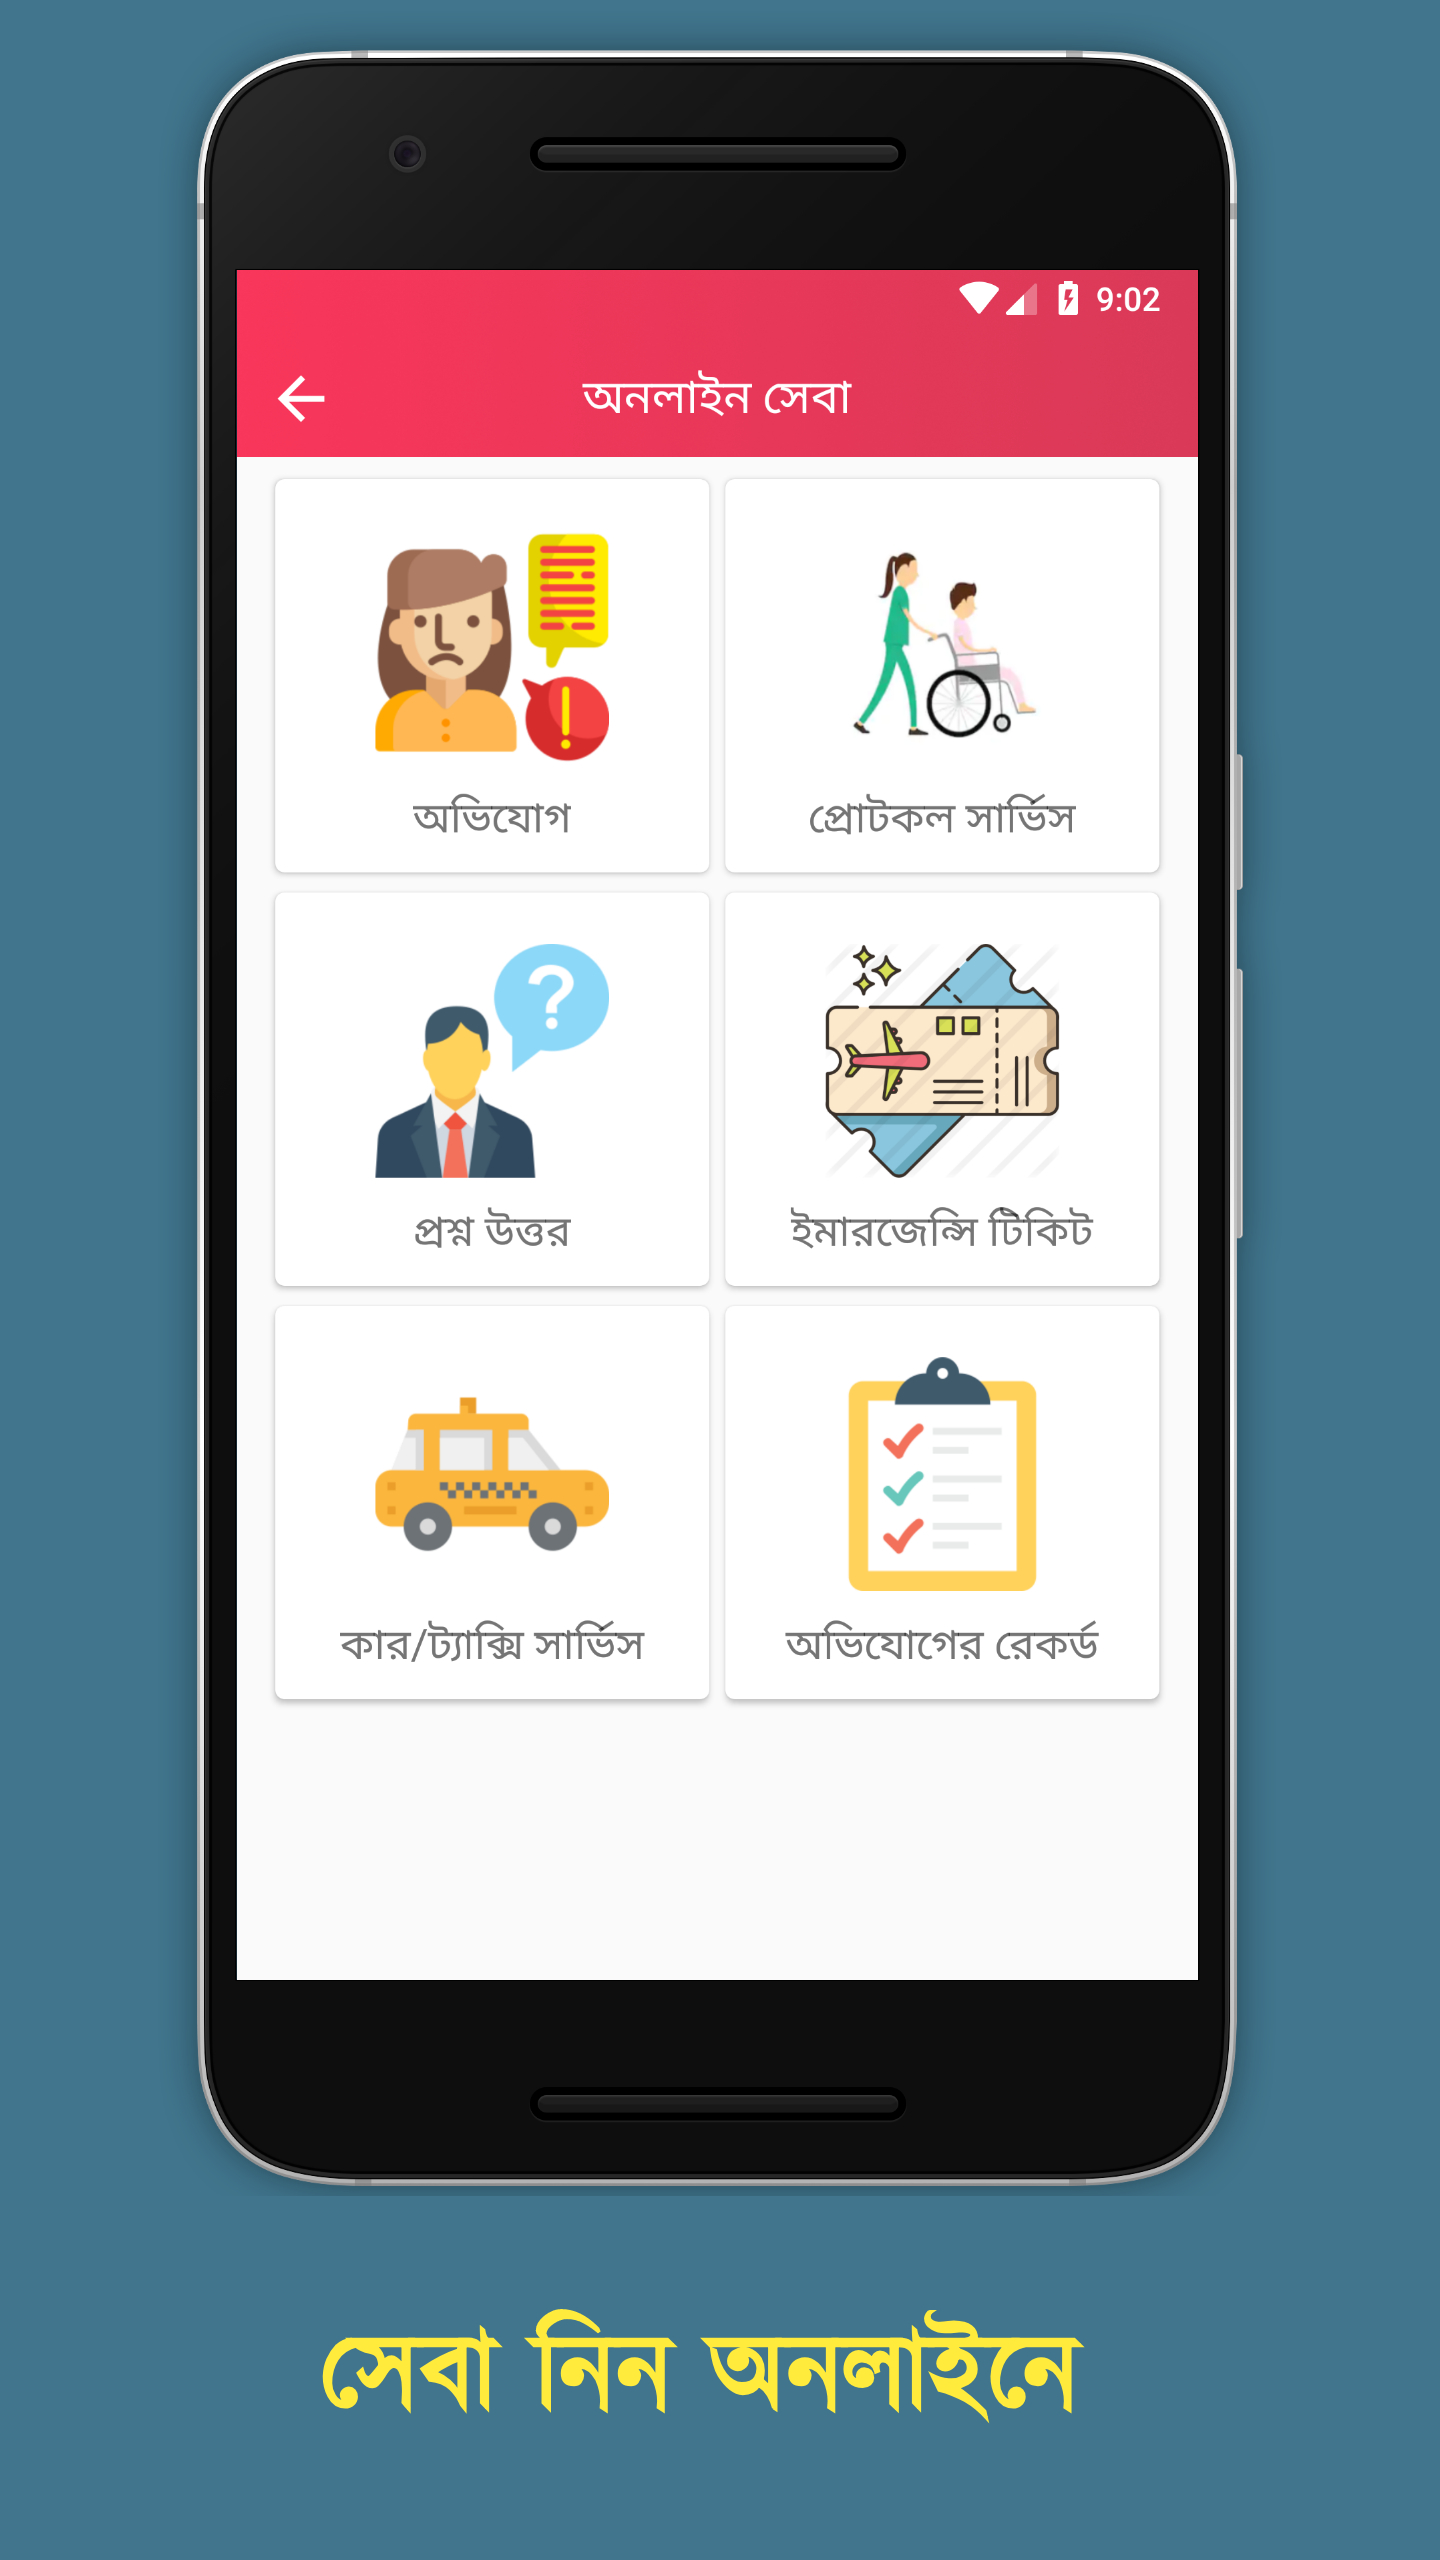 9:02
অনলাইন সেবা
অভিযোগ
প্রোটকল সার্ভিস
প্রশ্ন উত্তর
ইমারজেন্সি টিকিট
কার/ট্যাক্সি সার্ভিস
অভিযোগের রেকর্ড
সেবা নিন অনলাইনে